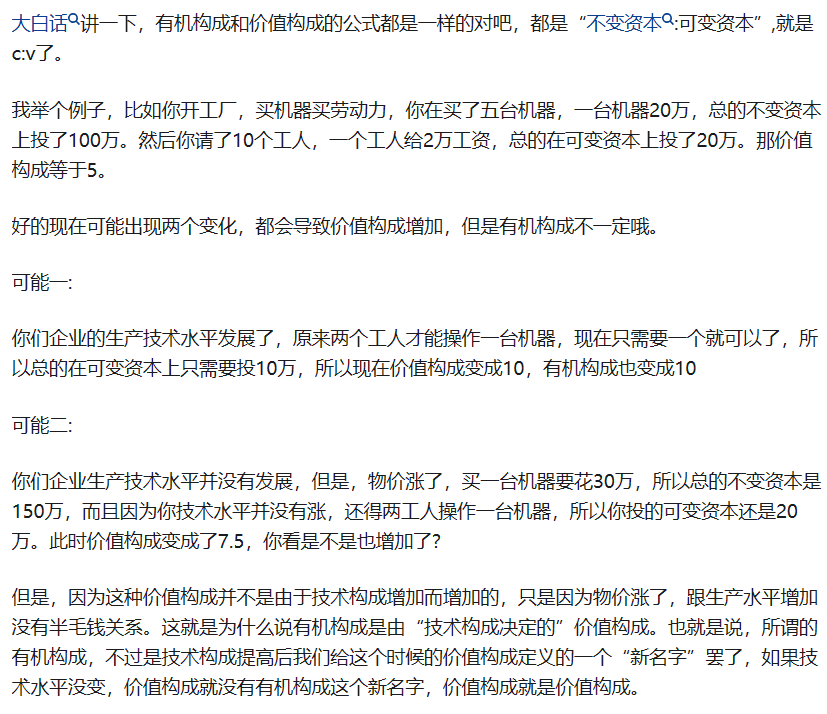 大白话讲一下，有机构成和价值构成的公式都是一样的对吧，都是“不变资本:可变资本”,就是
c:v了。
我举个例子，比如你开工厂，买机器买劳动力，你在买了五台机器，一台机器20万，总的不变资本
上投了100万。然后你请了10个工人，一个工人给2万工资，总的在可变资本上投了20万。那价值
构成等于5。
好的现在可能出现两个变化，都会导致价值构成增加，但是有机构成不一定哦。
可能一:
你们企业的生产技术水平发展了，原来两个工人才能操作一台机器，现在只需要一个就可以了，所
以总的在可变资本上只需要投10万，所以现在价值构成变成10，有机构成也变成10
可能二:
你们企业生产技术水平并没有发展，但是，物价涨了，买一台机器要花30万，所以总的不变资本是
150万，而且因为你技术水平并没有涨，还得两工人操作一台机器，所以你投的可变资本还是20
万。此时价值构成变成了7.5，你看是不是也增加了?
但是，因为这种价值构成并不是由于技术构成增加而增加的，只是因为物价涨了，跟生产水平增加
没有半毛钱关系。这就是为什么说有机构成是由“技术构成决定的”价值构成。也就是说，所谓的
有机构成，不过是技术构成提高后我们给这个时候的价值构成定义的一个“新名字”罢了，如果技
术水平没变，价值构成就没有有机构成这个新名字，价值构成就是价值构成。